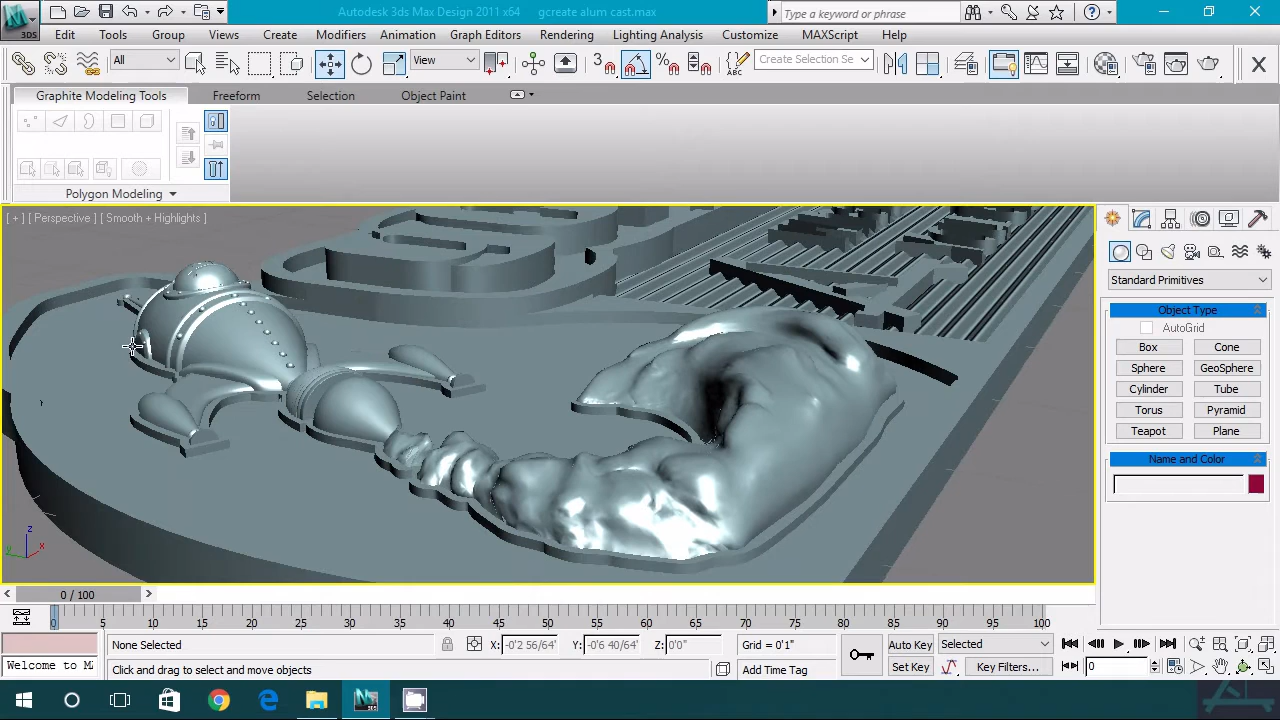 3DS
Autodesk 3ds Max Design 2011 x64 gcreate alum cast.max
Type a keyword or phrase
Edit Tools Group Views Create Modifiers Animation Graph Editors Rendering Lighting Analysis Customize MAXScript Help
All View 3 Create Selection Se
Graphite Modeling Tools Freeform Selection Object Paint
Polygon Modeling
[ + ] [ Perspective ] [ Smooth + Highlights ]
Standard Primitives
Object Type
AutoGrid
Box Cone
Sphere GeoSphere
Cylinder Tube
Torus Pyramid
Teapot Plane
Name and Color
z
y x
0 / 100
0 5 10 15 20 25 30 35 40 45 50 55 60 65 70 75 80 85 90 95 100
None Selected X: -0'2 56/64' Y: -0'6 40/64' Z: 0'0" Grid = 0'1" Auto Key Selected
Welcome to M Click and drag to select and move objects Add Time Tag Set Key Key Filters... 0